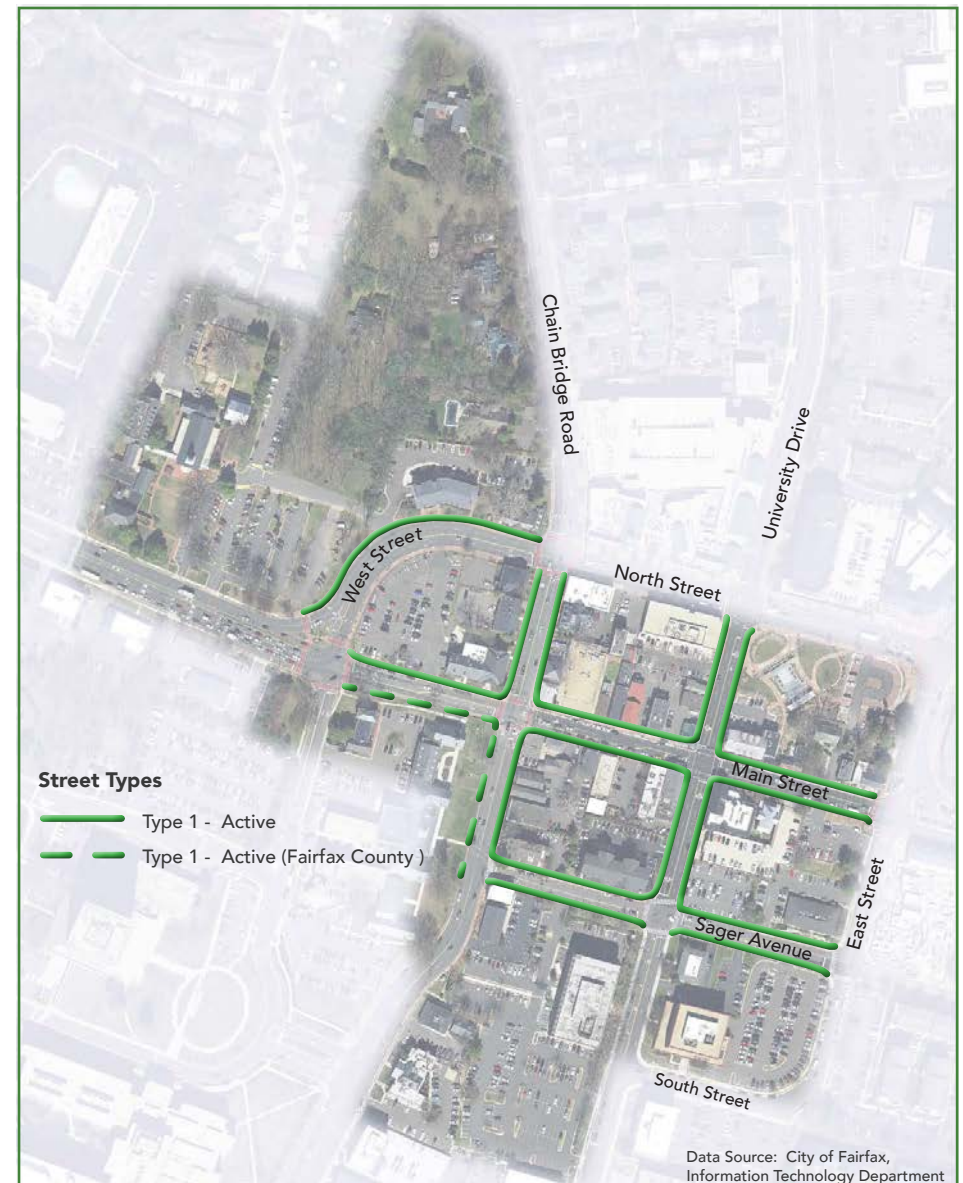 Chain Bridge Road
University Drive
West Street
North Street
Main Street
Street Types
Type 1 - Active
Type 1 - Active (Fairfax County )
East Street
Sager Avenue
South Street
Data Source: City of Fairfax,
Information Technology Department